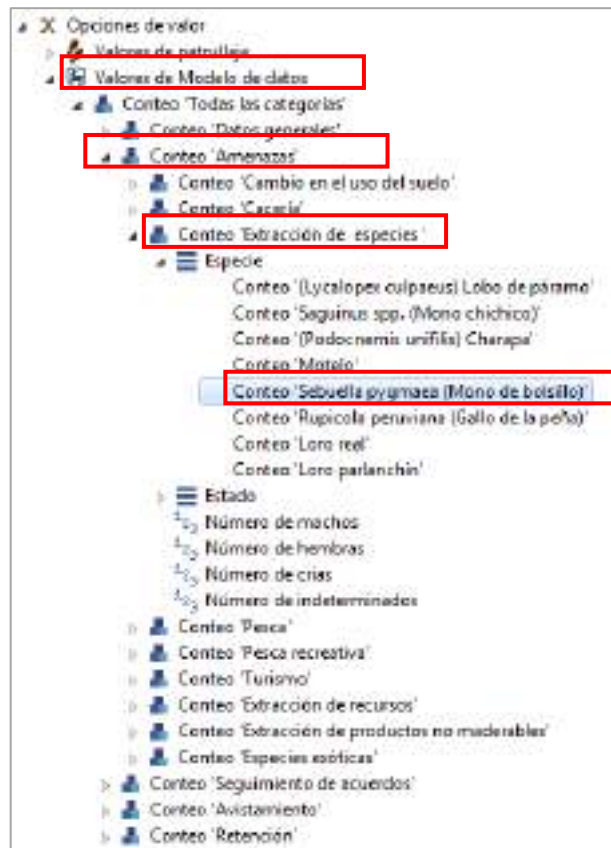 Opciones de valor
Valores de patrullaje
Valores de Modelo de datos
Conteo 'Todas las categorías'
Conteo 'Datos generales'
Conteo 'Amenazas'
Conteo 'Cambio en el uso del suelo'
Conteo 'Cacería'
Conteo 'Extracción de especies '
Especie
Conteo '(Lycalopex culpaeus) Lobo de páramo'
Conteo 'Saguinus spp. (Mono chichico)'
Conteo '(Podocnemis unifilis) Charapa'
Conteo 'Motelo'
Conteo 'Sebuella pygmaea (Mono de bolsillo)'
Conteo 'Rupicola peruviana (Gallo de la peña)'
Conteo 'Loro real'
Conteo 'Loro parlanchín'
Estado
Número de machos
Número de hembras
Número de crias
Número de indeterminados
Conteo 'Pesca'
Conteo 'Pesca recreativa'
Conteo 'Turismo'
Conteo 'Extracción de recursos'
Conteo 'Extracción de productos no maderables'
Conteo 'Especies exóticas'
Conteo 'Seguimiento de acuerdos'
Conteo 'Avistamiento'
Conteo 'Retención'